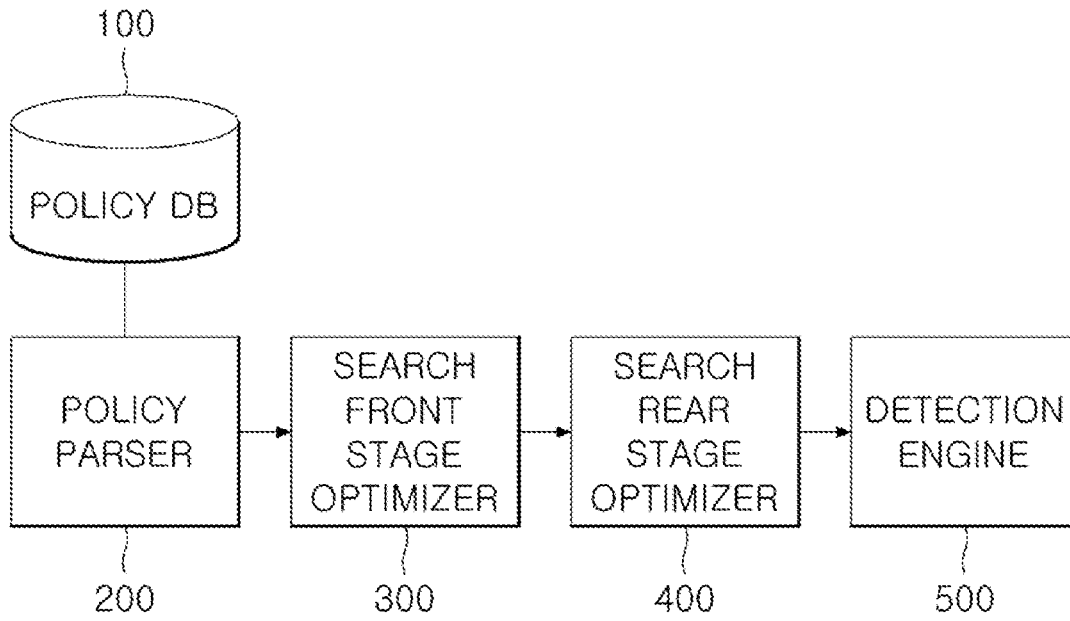 100
POLICY DB
POLICY
PARSER
SEARCH
FRONT
STAGE
OPTIMIZER
SEARCH
REAR
STAGE
OPTIMIZER
DETECTION
ENGINE
200
300
400
500